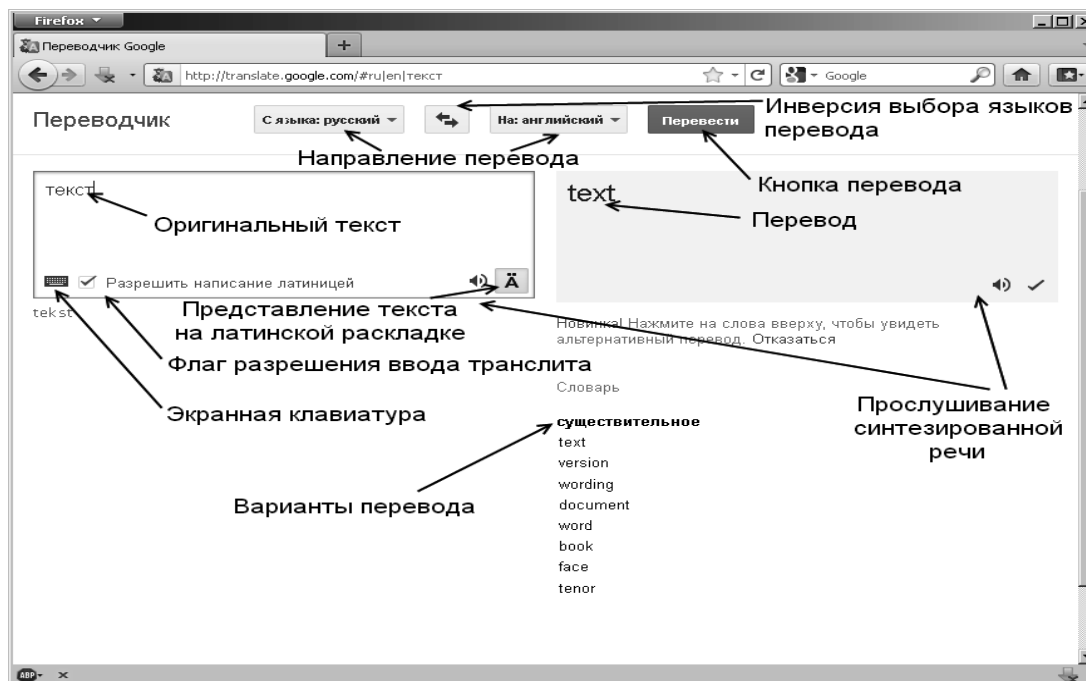 Firefox
Переводчик Google
http://translate.google.com/#ru|en|текст
Google
Переводчик
С языка: русский
На: английский
Перевести
Инверсия выбора языков
перевода
Направление перевода
текст
Оригинальный текст
text
Кнопка перевода
Перевод
Разрешить написание латиницей
Ä
tekst
Представление текста
на латинской раскладке
Новинка! Нажмите на слова вверху, чтобы увидеть
альтернативный перевод. Отказаться
Флаг разрешения ввода транслита
Словарь
Экранная клавиатура
Прослушивание
синтезированной
речи
существительное
text
version
wording
document
word
book
face
tenor
Варианты перевода
ABP